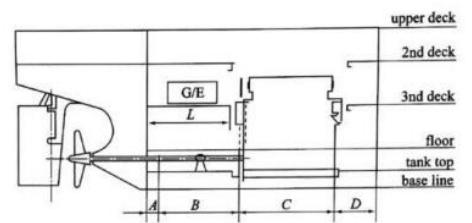 upper deck
2nd deck
G/E
3nd deck
L
floor
tank top
base line
A B C D